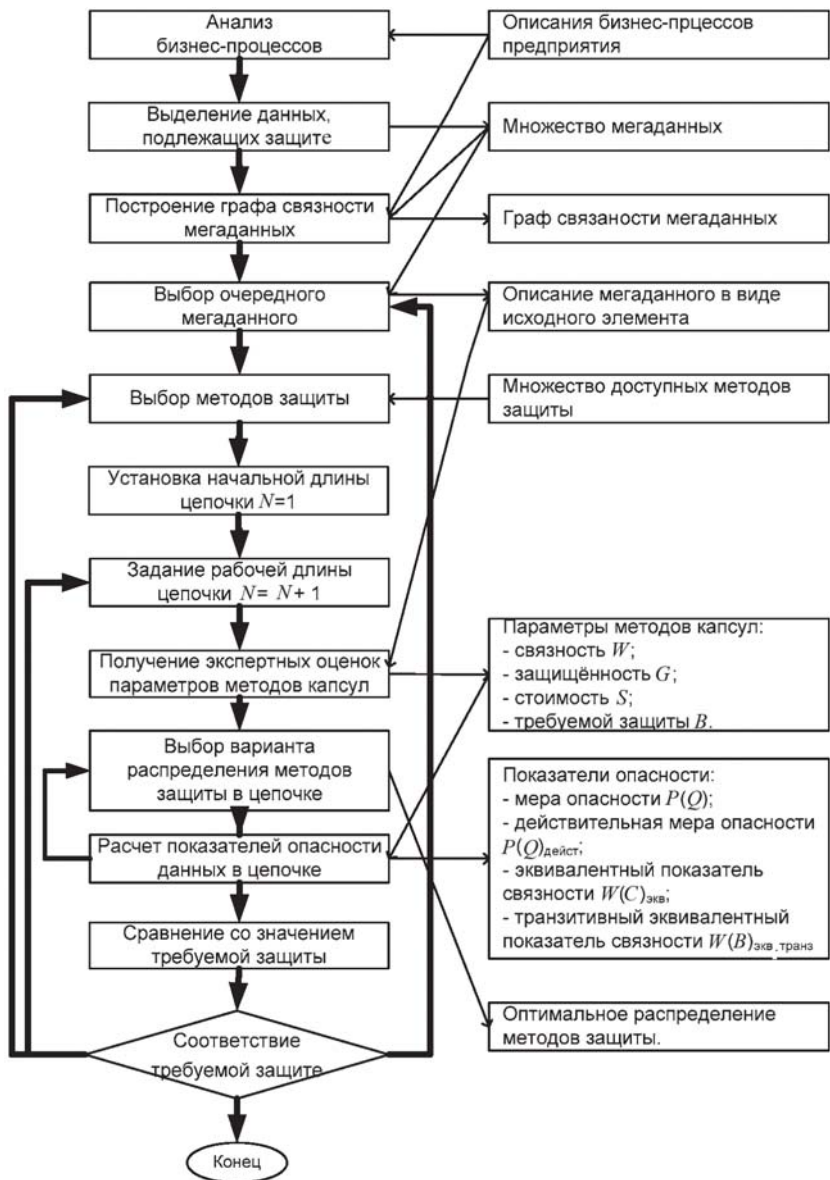 Анализ
бизнес-процессов
Описания бизнес-прцессов
предприятия
Выделение данных,
подлежащих защите
Множество мегаданных
Построение графа связности
мегаданных
Граф связаности мегаданных
Выбор очередного
мегаданного
Описание мегаданного в виде
исходного элемента
Выбор методов защиты
Множество доступных методов
защиты
Установка начальной длины
цепочки N=1
Задание рабочей длины
цепочки N= N+ 1
Получение экспертных оценок
параметров методов капсул
Параметры методов капсул:
- связность W;
- защищённость G;
- стоимость S;
- требуемой защиты B.
Выбор варианта
распределения методов
защиты в цепочке
Расчет показателей опасности
данных в цепочке
Показатели опасности:
- мера опасности P(Q);
- действительная мера опасности
P(Q)дейст;
- эквивалентный показатель
связности W(C)экв;
- транзитивный эквивалентный
показатель связности W(B)экв,транз
Сравнение со значением
требуемой защиты
Оптимальное распределение
методов защиты.
Соответствие
требуемой защите
Конец